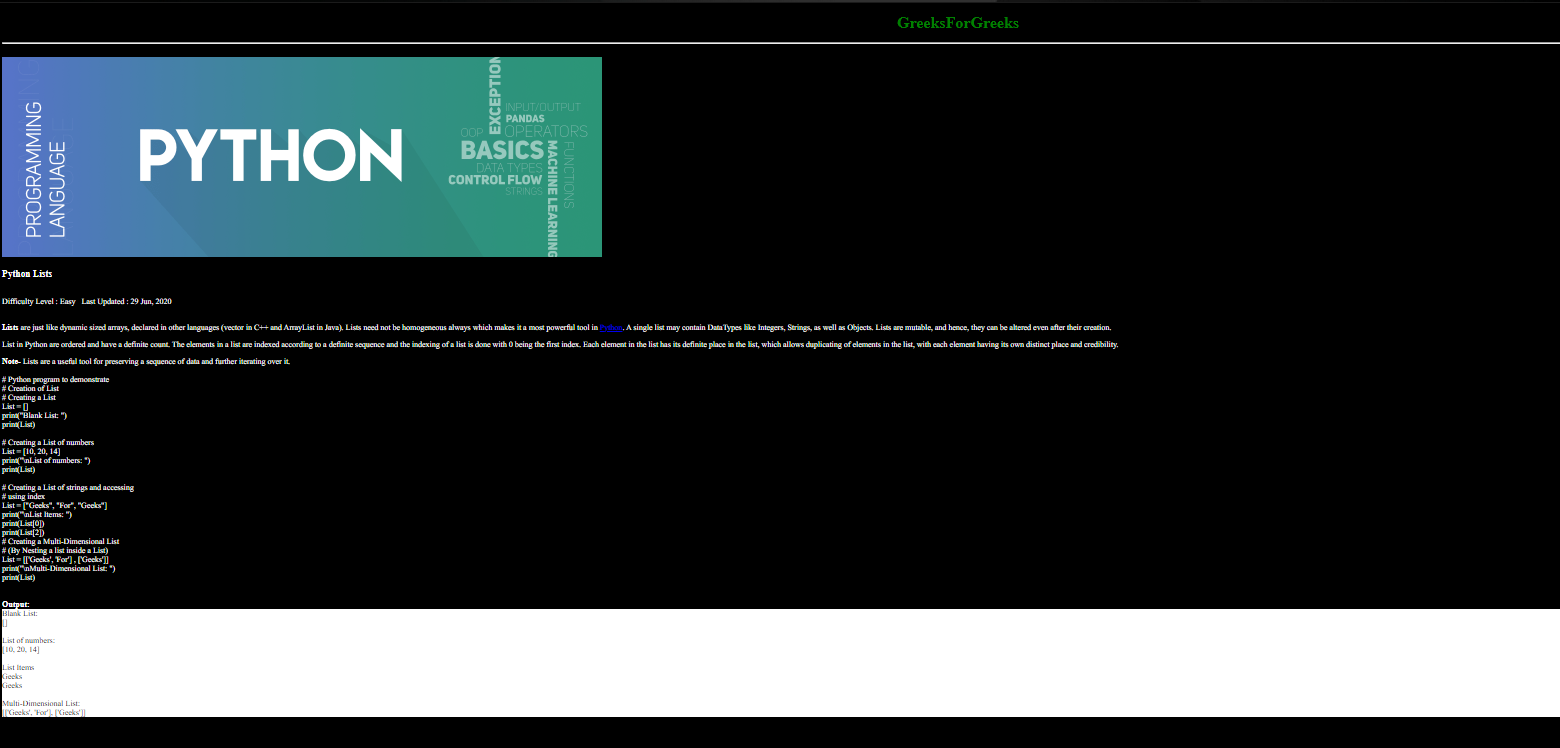 GreeksForGreeks
PROGRAMMING
LANGUAGE
PYTHON
EXCEPTION
INPUT/OUTPUT
PANDAS
OOP
OPERATORS
BASICS
DATA TYPES
CONTROL FLOW
STRINGS
MACHINE LEARNING
FUNCTIONS
Python Lists
Difficulty Level : Easy   Last Updated : 29 Jun, 2020
Lists are just like dynamic sized arrays, declared in other languages (vector in C++ and ArrayList in Java). Lists need not be homogeneous always which makes it a most powerful tool in Python. A single list may contain DataTypes like Integers, Strings, as well as Objects. Lists are mutable, and hence, they can be altered even after their creation.
List in Python are ordered and have a definite count. The elements in a list are indexed according to a definite sequence and the indexing of a list is done with 0 being the first index. Each element in the list has its definite place in the list, which allows duplicating of elements in the list, with each element having its own distinct place and credibility.
Note- Lists are a useful tool for preserving a sequence of data and further iterating over it.
# Python program to demonstrate
# Creation of List
# Creating a List
List = []
print("Blank List: ")
print(List)
# Creating a List of numbers
List = [10, 20, 14]
print("\nList of numbers: ")
print(List)
# Creating a List of strings and accessing
# using index
List = ["Geeks", "For", "Geeks"]
print("\nList Items: ")
print(List[0])
print(List[2])
# Creating a Multi-Dimensional List
# (By Nesting a list inside a List)
List = [['Geeks', 'For'] , ['Geeks']]
print("\nMulti-Dimensional List: ")
print(List)
Output:
Blank List:
[]
List of numbers:
[10, 20, 14]
List Items
Geeks
Geeks
Multi-Dimensional List:
[['Geeks', 'For'], ['Geeks']]